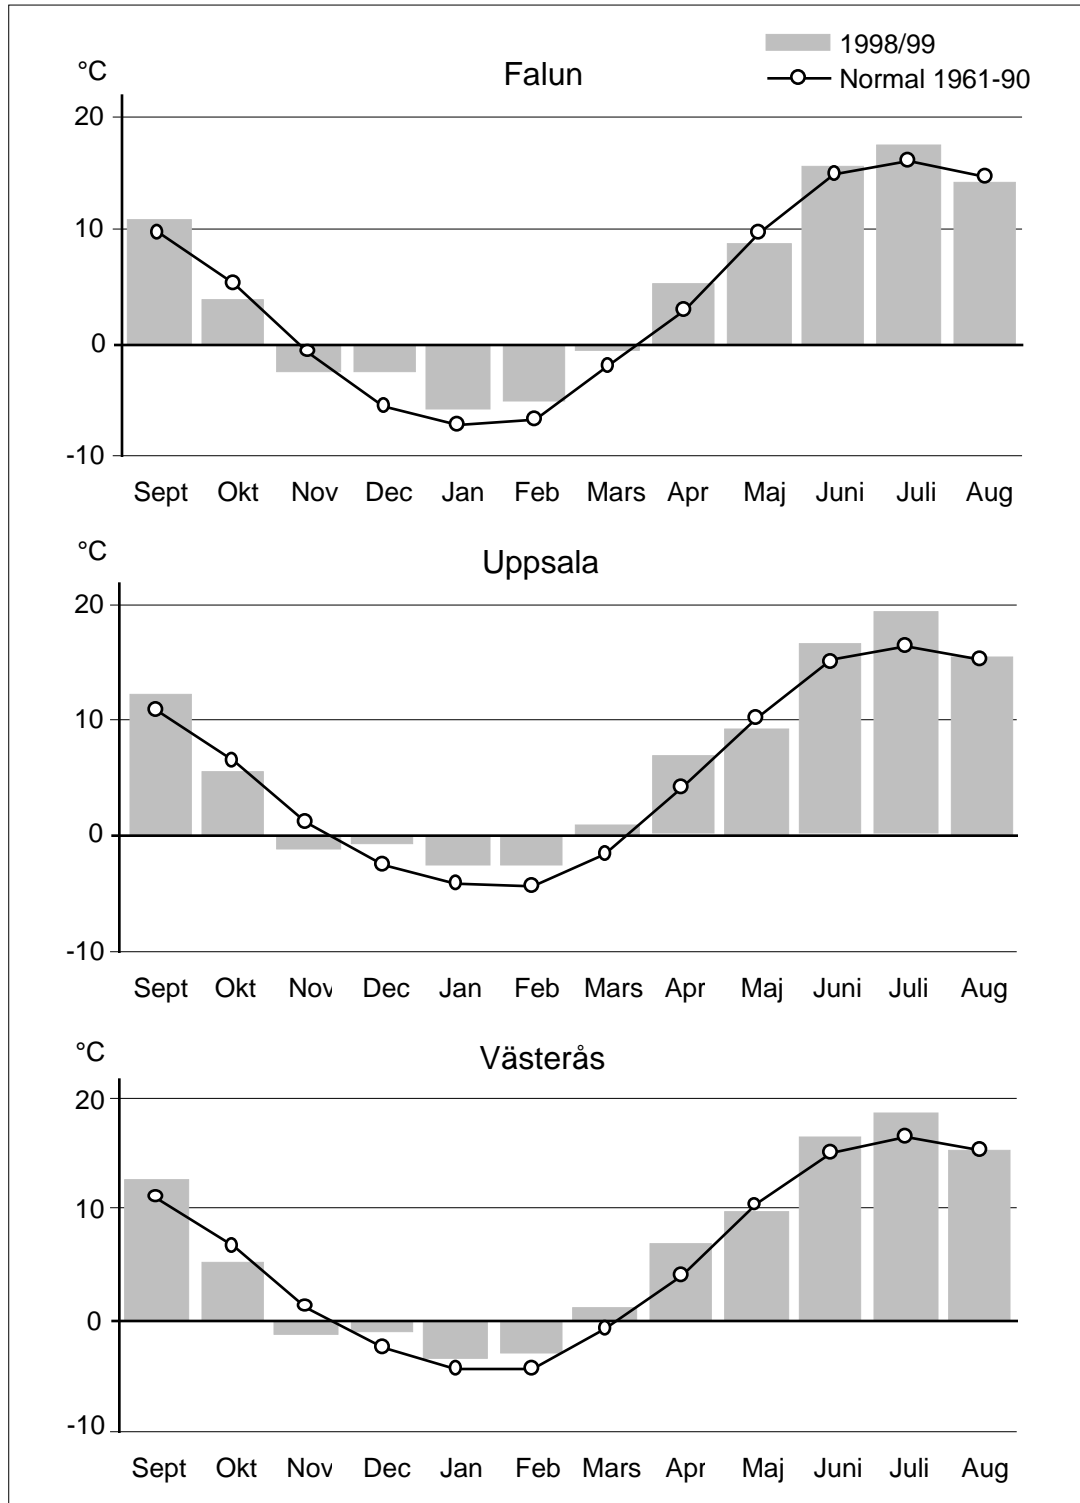 1998/99
°C
Falun
Normal 1961-90
20
10
0
-10
Sept Okt Nov Dec Jan Feb Mars Apr Maj Juni Juli Aug
°C
Uppsala
20
10
0
-10
Sept Okt Nov Dec Jan Feb Mars Apr Maj Juni Juli Aug
°C
Västerås
20
10
0
-10
Sept Okt Nov Dec Jan Feb Mars Apr Maj Juni Juli Aug